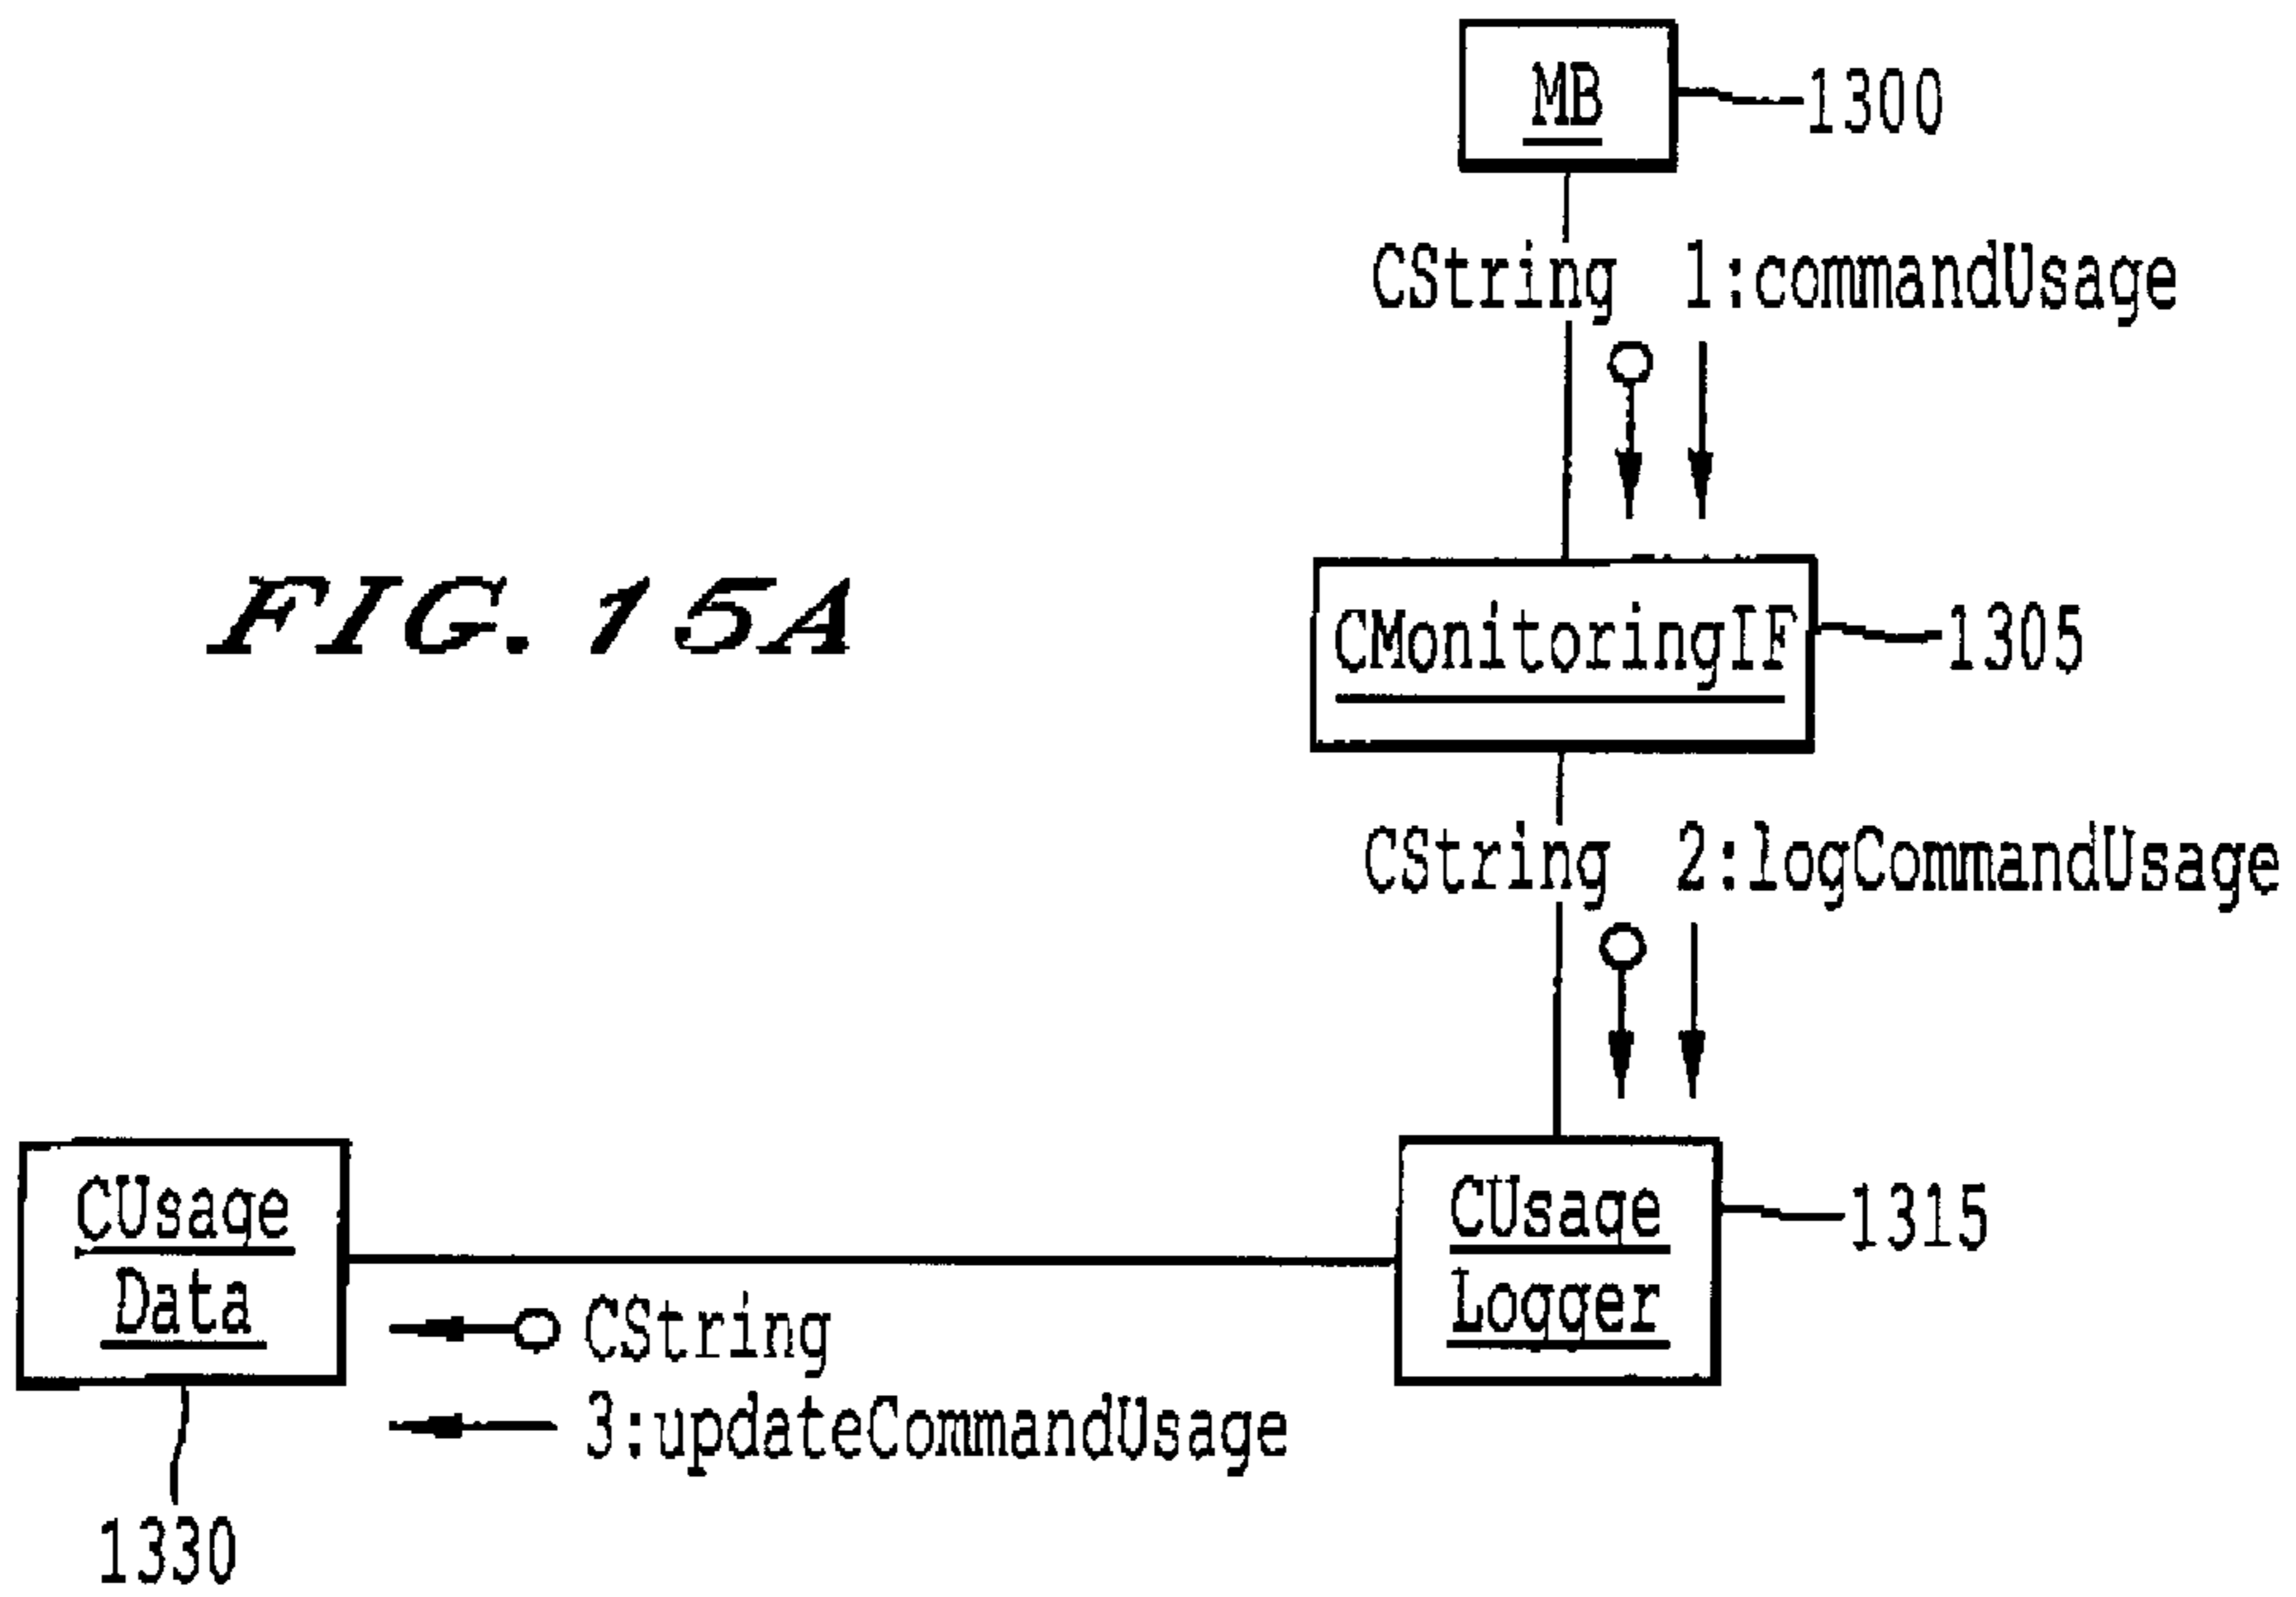 MB
1300
CString 1:commandUsage
FIG.15A
CMonitoringIF
1305
CString 2:logCommandUsage
CUsage
Data
1330
CUsage
Logger
1315
CString
3:updateCommandUsage